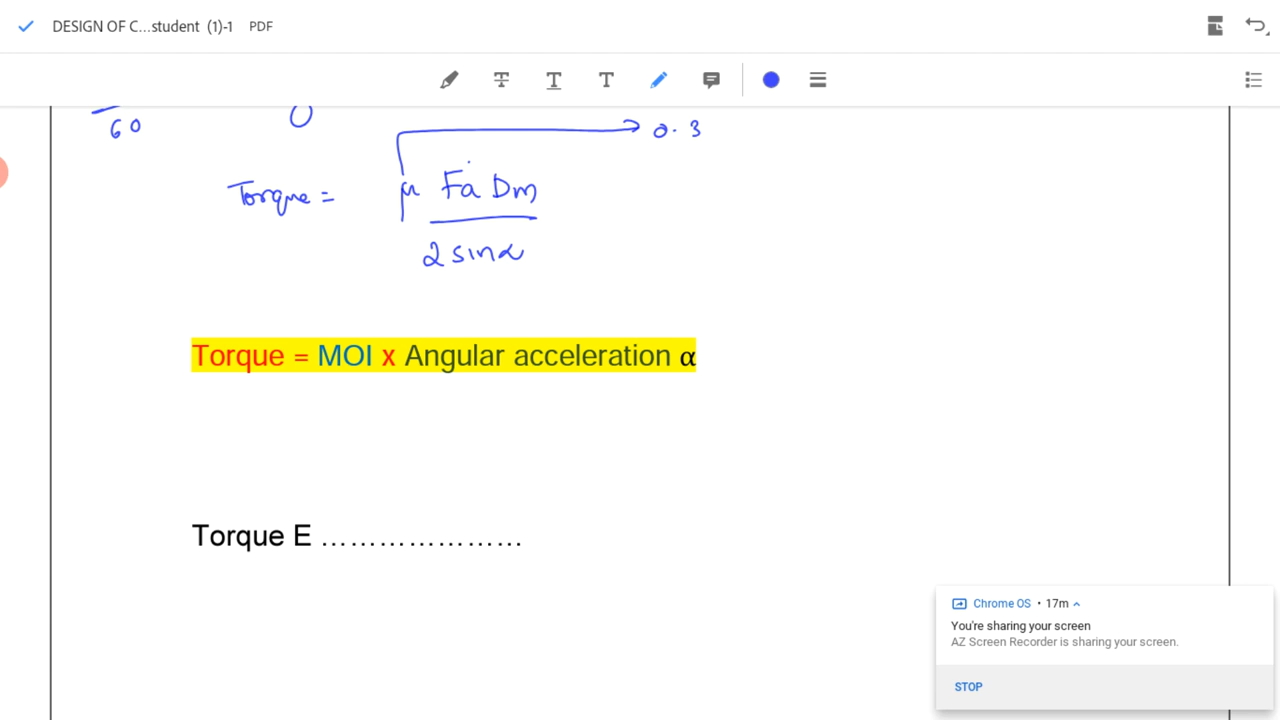 DESIGN OF C...student (1)-1 PDF
60
0.3
Torque = μ Fa Dm
2 sinα
Torque = MOI x Angular acceleration α
Torque E …………………
Chrome OS • 17m
You're sharing your screen
AZ Screen Recorder is sharing your screen.
STOP